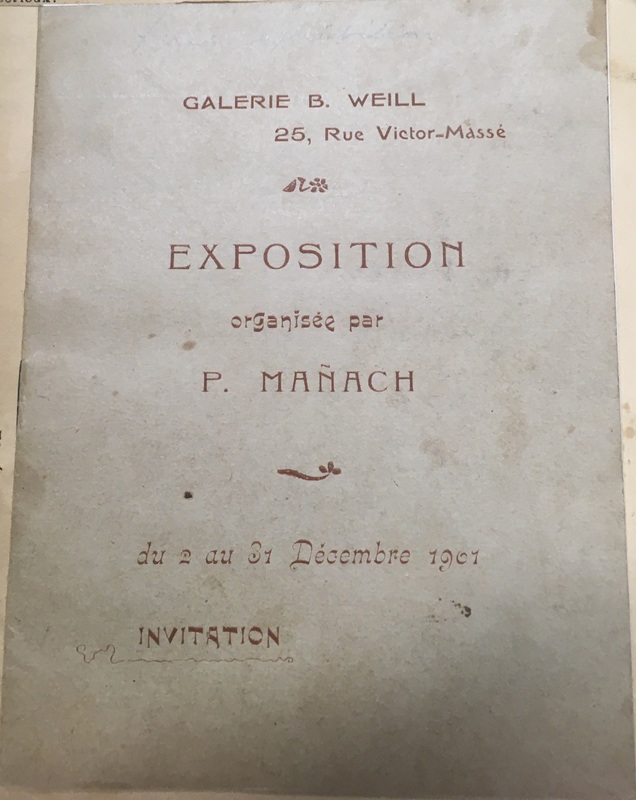 GALERIE B. WEILL
25, Rue Victor-Massé
EXPOSITION
organisée par
P. MAÑACH
du 2 au 31 Décembre 1901
INVITATION